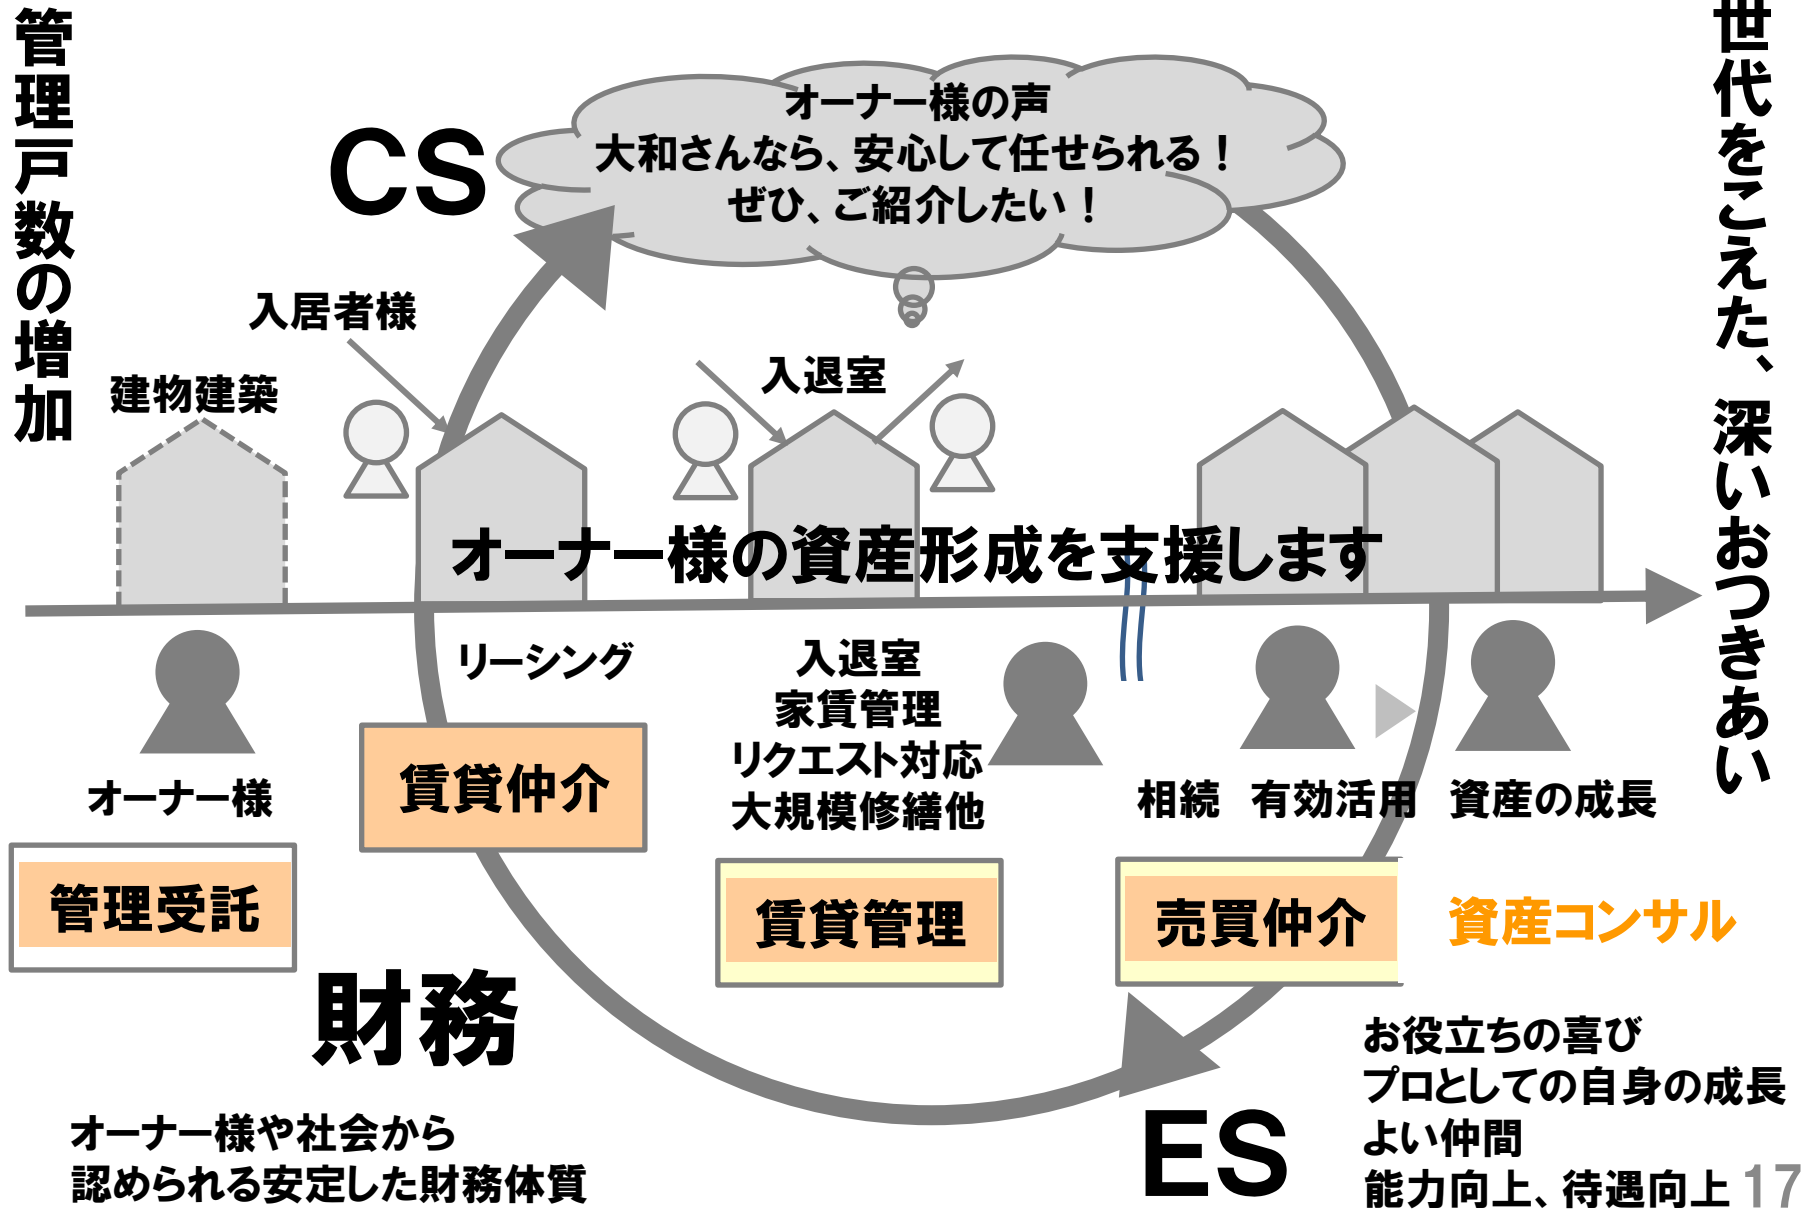 管理戸数の増加
世代をこえた、深いおつきあい
CS
オーナー様の声
大和さんなら、安心して任せられる！
ぜひ、ご紹介したい！
入居者様
建物建築
入退室
オーナー様の資産形成を支援します
リーシング
入退室
家賃管理
リクエスト対応
大規模修繕他
オーナー様
賃貸仲介
相続　有効活用　資産の成長
管理受託
賃貸管理
売買仲介
資産コンサル
財務
オーナー様や社会から
認められる安定した財務体質
ES
お役立ちの喜び
プロとしての自身の成長
よい仲間
能力向上、待遇向上
17